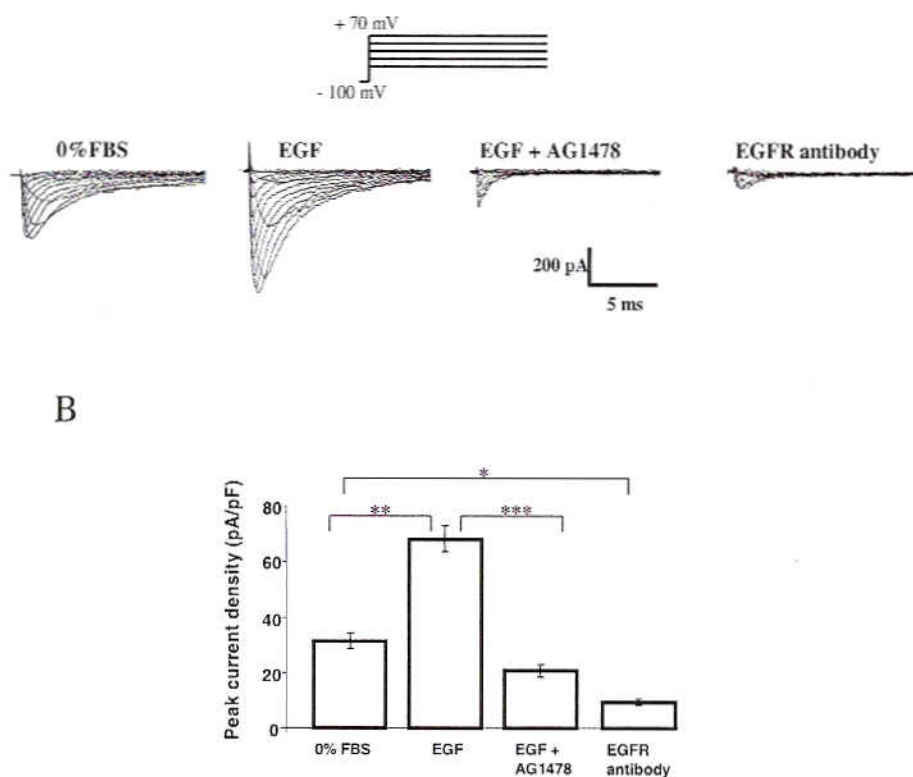 + 70 mV
- 100 mV
0%FBS
EGF
EGF + AG1478
EGFR antibody
200 pA
5 ms
B
*
**
***
Peak current density (pA/pF)
80
60
40
20
0
0% FBS
EGF
EGF +
AG1478
EGFR
antibody